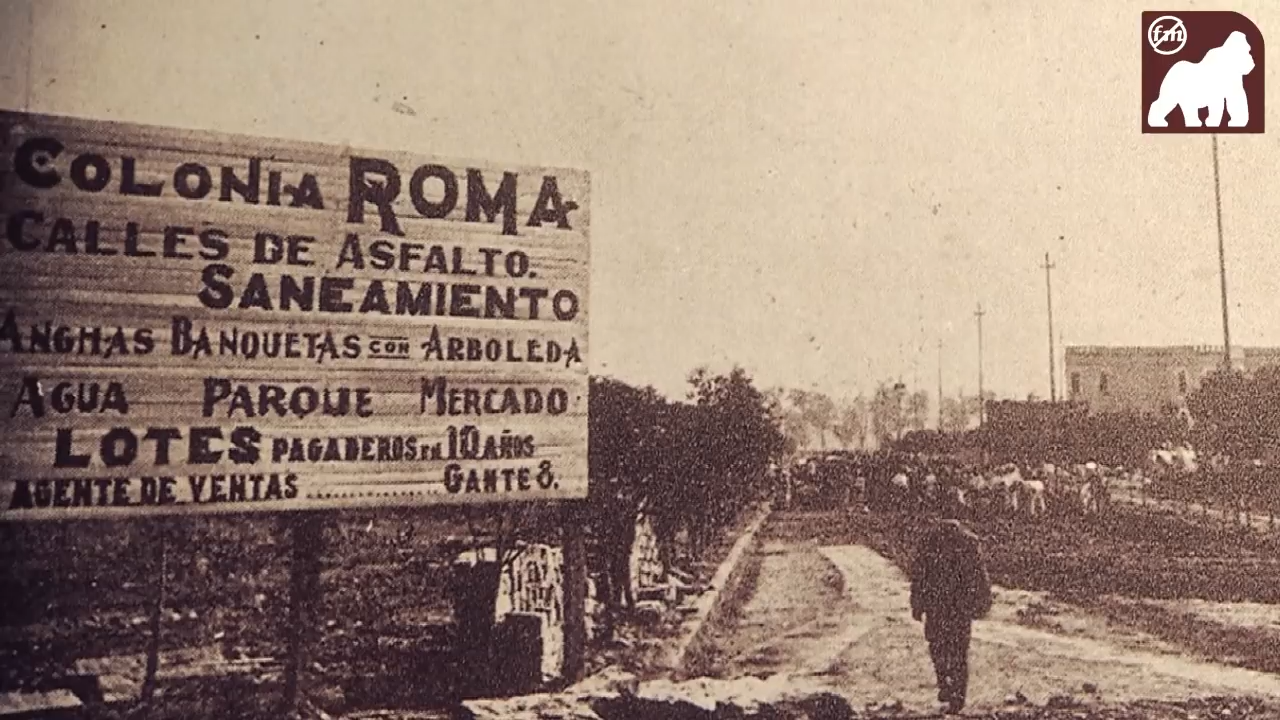 fm
COLONIA ROMA
CALLES DE ASFALTO.
SANEAMIENTO
ANCHAS BANQUETAS CON ARBOLEDA
AGUA PARQUE MERCADO.
LOTES PAGADEROS EN 10 AÑOS
AGENTE DE VENTAS ............ GANTE 8.